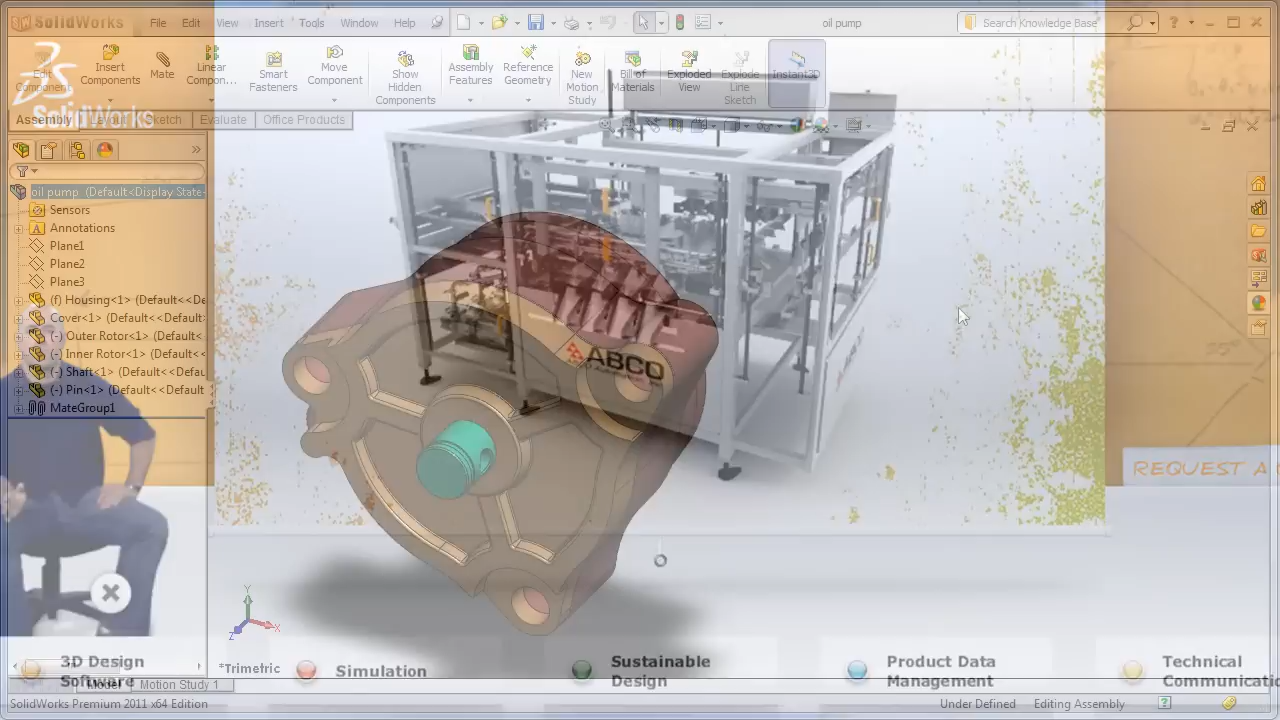 SolidWorks
File Edit View Insert Tools Window Help
oil pump
Search Knowledge Base
Edit Component
Insert Components
Mate
Linear Compon...
Smart Fasteners
Move Component
Show Hidden Components
Assembly Features
Reference Geometry
New Motion Study
Bill of Materials
Exploded View
Explode Line Sketch
Instant3D
SolidWorks
Assembly Layout Sketch Evaluate Office Products
oil pump (Default<Display State-
Sensors
Annotations
Plane1
Plane2
Plane3
(f) Housing<1> (Default<<De
Cover<1> (Default<<Default:
(-) Outer Rotor<1> (Default
(-) Inner Rotor<1> (Default<
(-) Shaft<1> (Default<<Defa
(-) Pin<1> (Default<<Default
MateGroup1
ABCO
Automation, Inc
REQUEST A
Y
X
Z
*Trimetric
3D Design Software
Simulation
Sustainable Design
Product Data Management
Technical Communicatio
Model Motion Study 1
SolidWorks Premium 2011 x64 Edition
Under Defined Editing Assembly